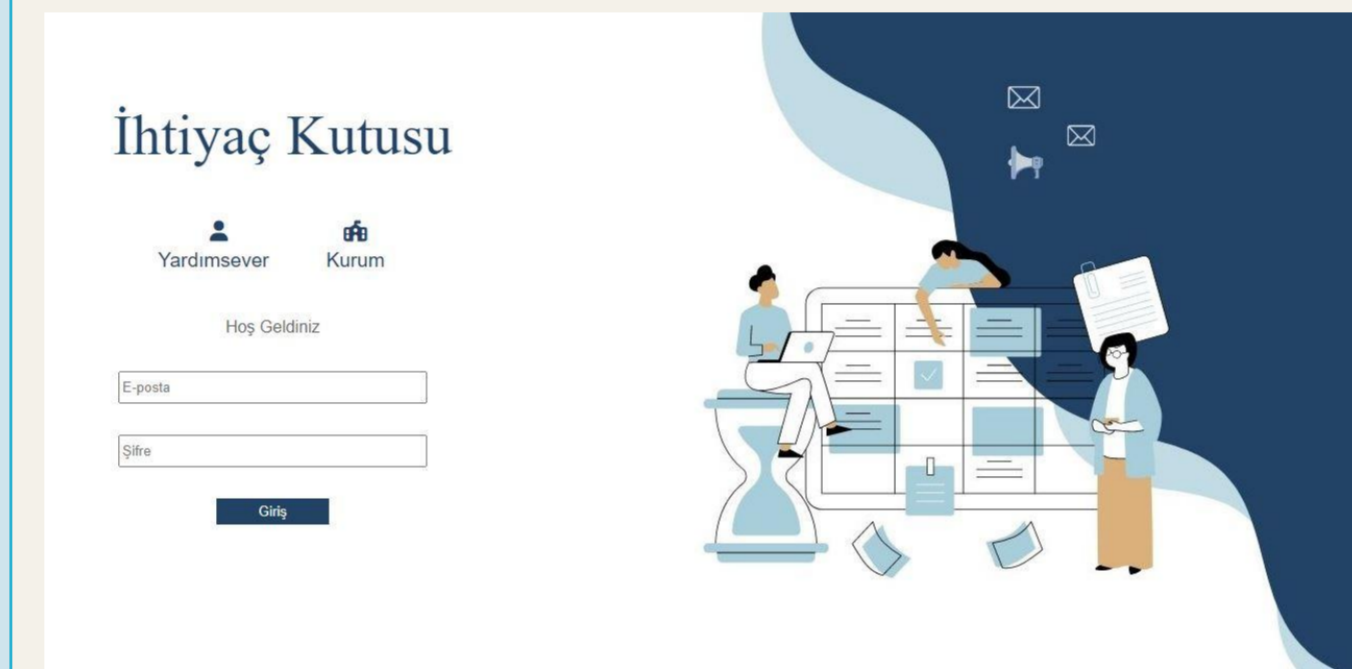 İhtiyaç Kutusu
Yardımsever Kurum
Hoş Geldiniz
E-posta
Şifre
Giriş